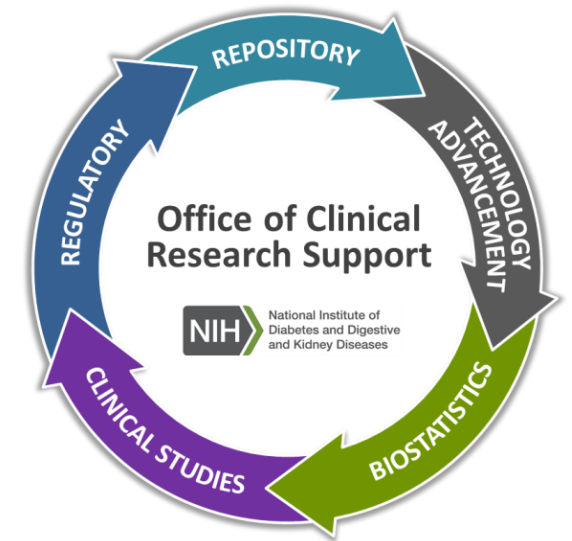 REPOSITORY
TECHNOLOGY
ADVANCEMENT
BIOSTATISTICS
CLINICAL STUDIES
REGULATORY
Office of Clinical
Research Support
NIH
National Institute of
Diabetes and Digestive
and Kidney Diseases